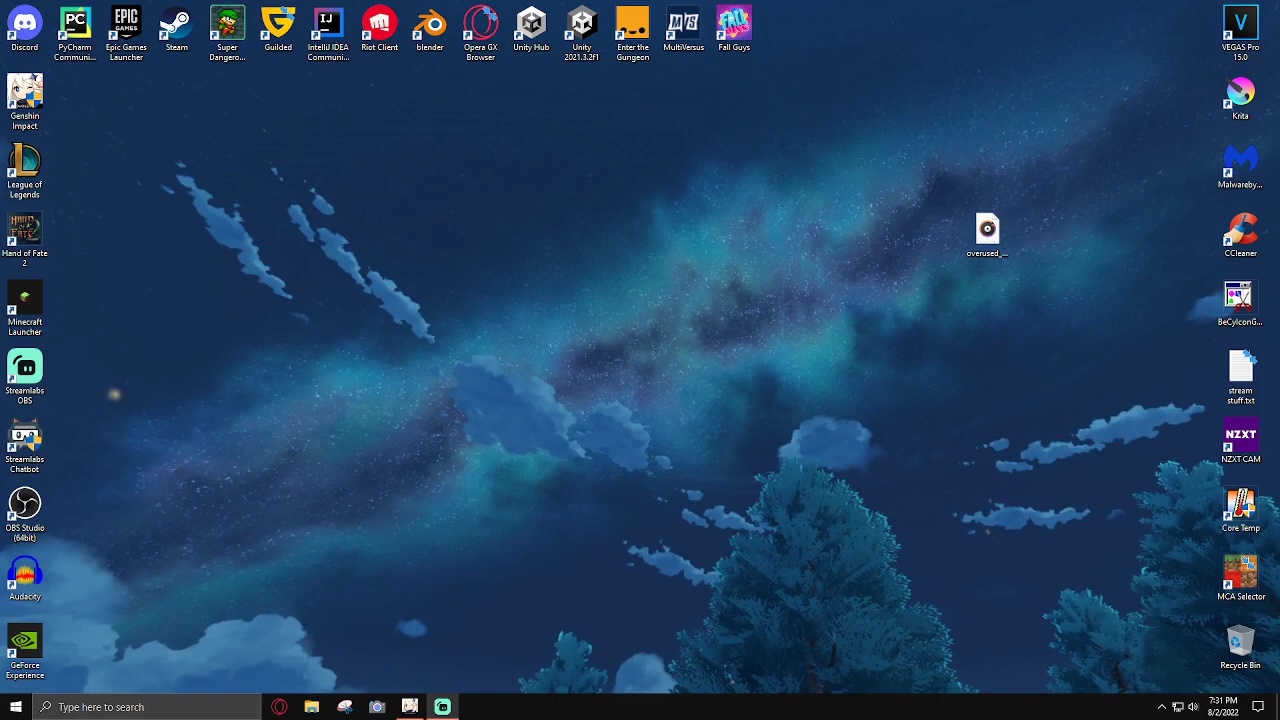 Discord
PyCharm
Communi...
Epic Games
Launcher
Steam
Super
Dangero...
Guilded
IntelliJ IDEA
Communi...
Riot Client
blender
Opera GX
Browser
Unity Hub
Unity
2021.3.2f1
Enter the
Gungeon
MultiVersus
Fall Guys
VEGAS Pro
15.0
Genshin
Impact
Krita
League of
Legends
Malwareby...
Hand of Fate
2
overused_...
CCleaner
Minecraft
Launcher
BeCyIconG...
Streamlabs
OBS
stream
stuff.txt
Streamlabs
Chatbot
NZXT
NZXT CAM
OBS Studio
(64bit)
Core Temp
Audacity
MCA Selector
GeForce
Experience
Recycle Bin
Type here to search
7:31 PM
8/2/2022